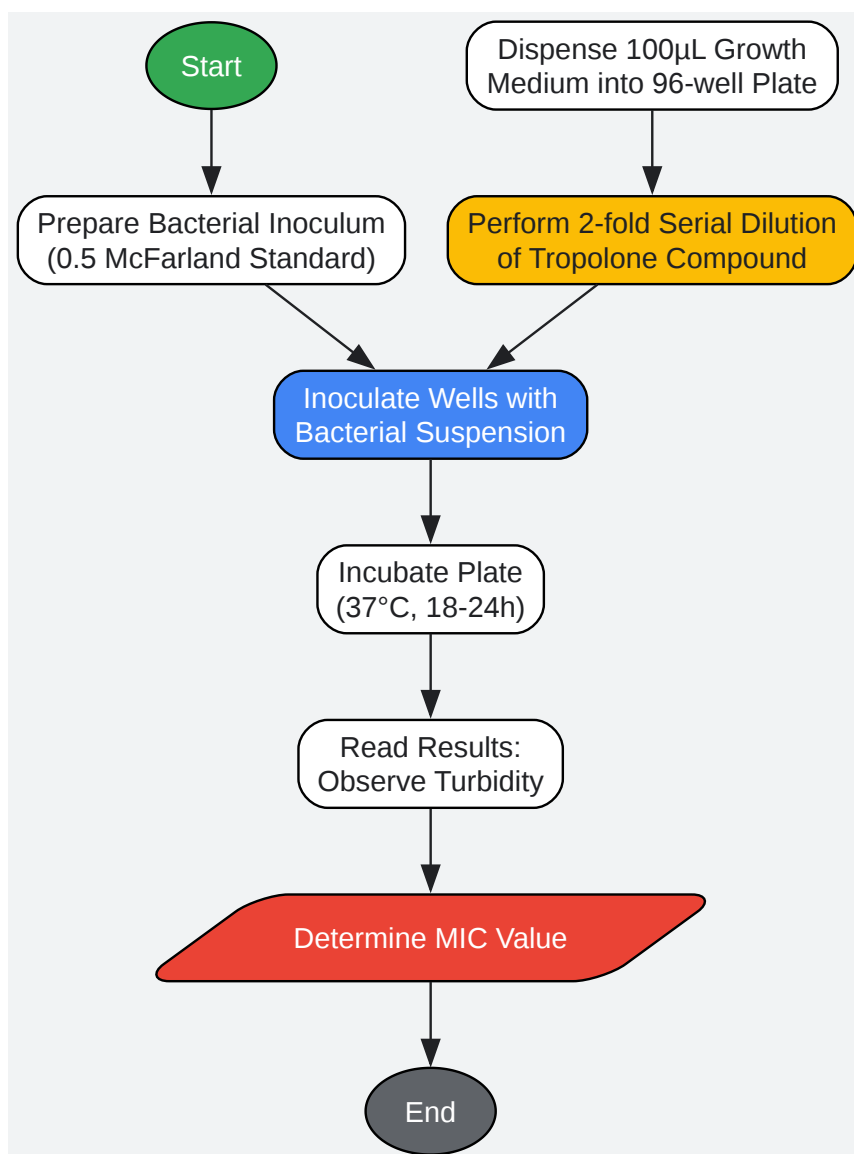 Start
Dispense 100µL Growth
Medium into 96-well Plate
Prepare Bacterial Inoculum
(0.5 McFarland Standard)
Perform 2-fold Serial Dilution
of Tropolone Compound
Inoculate Wells with
Bacterial Suspension
Incubate Plate
(37°C, 18-24h)
Read Results:
Observe Turbidity
Determine MIC Value
End